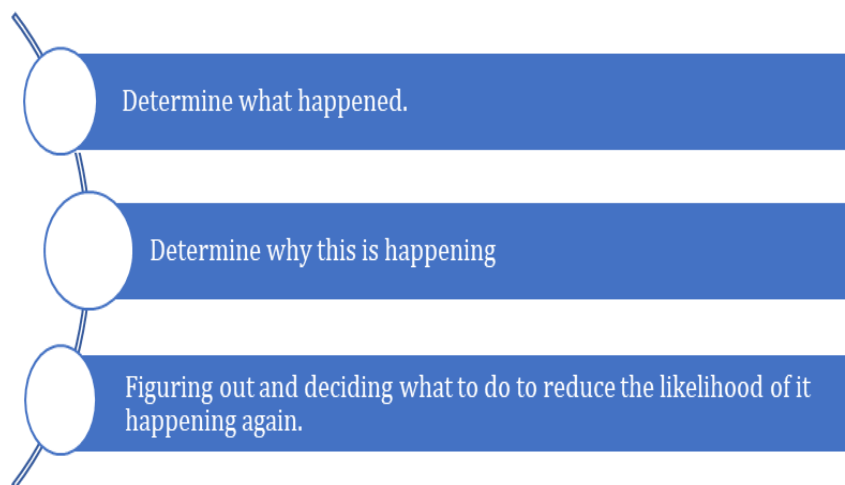 Determine what happened.
Determine why this is happening
Figuring out and deciding what to do to reduce the likelihood of it
happening again.